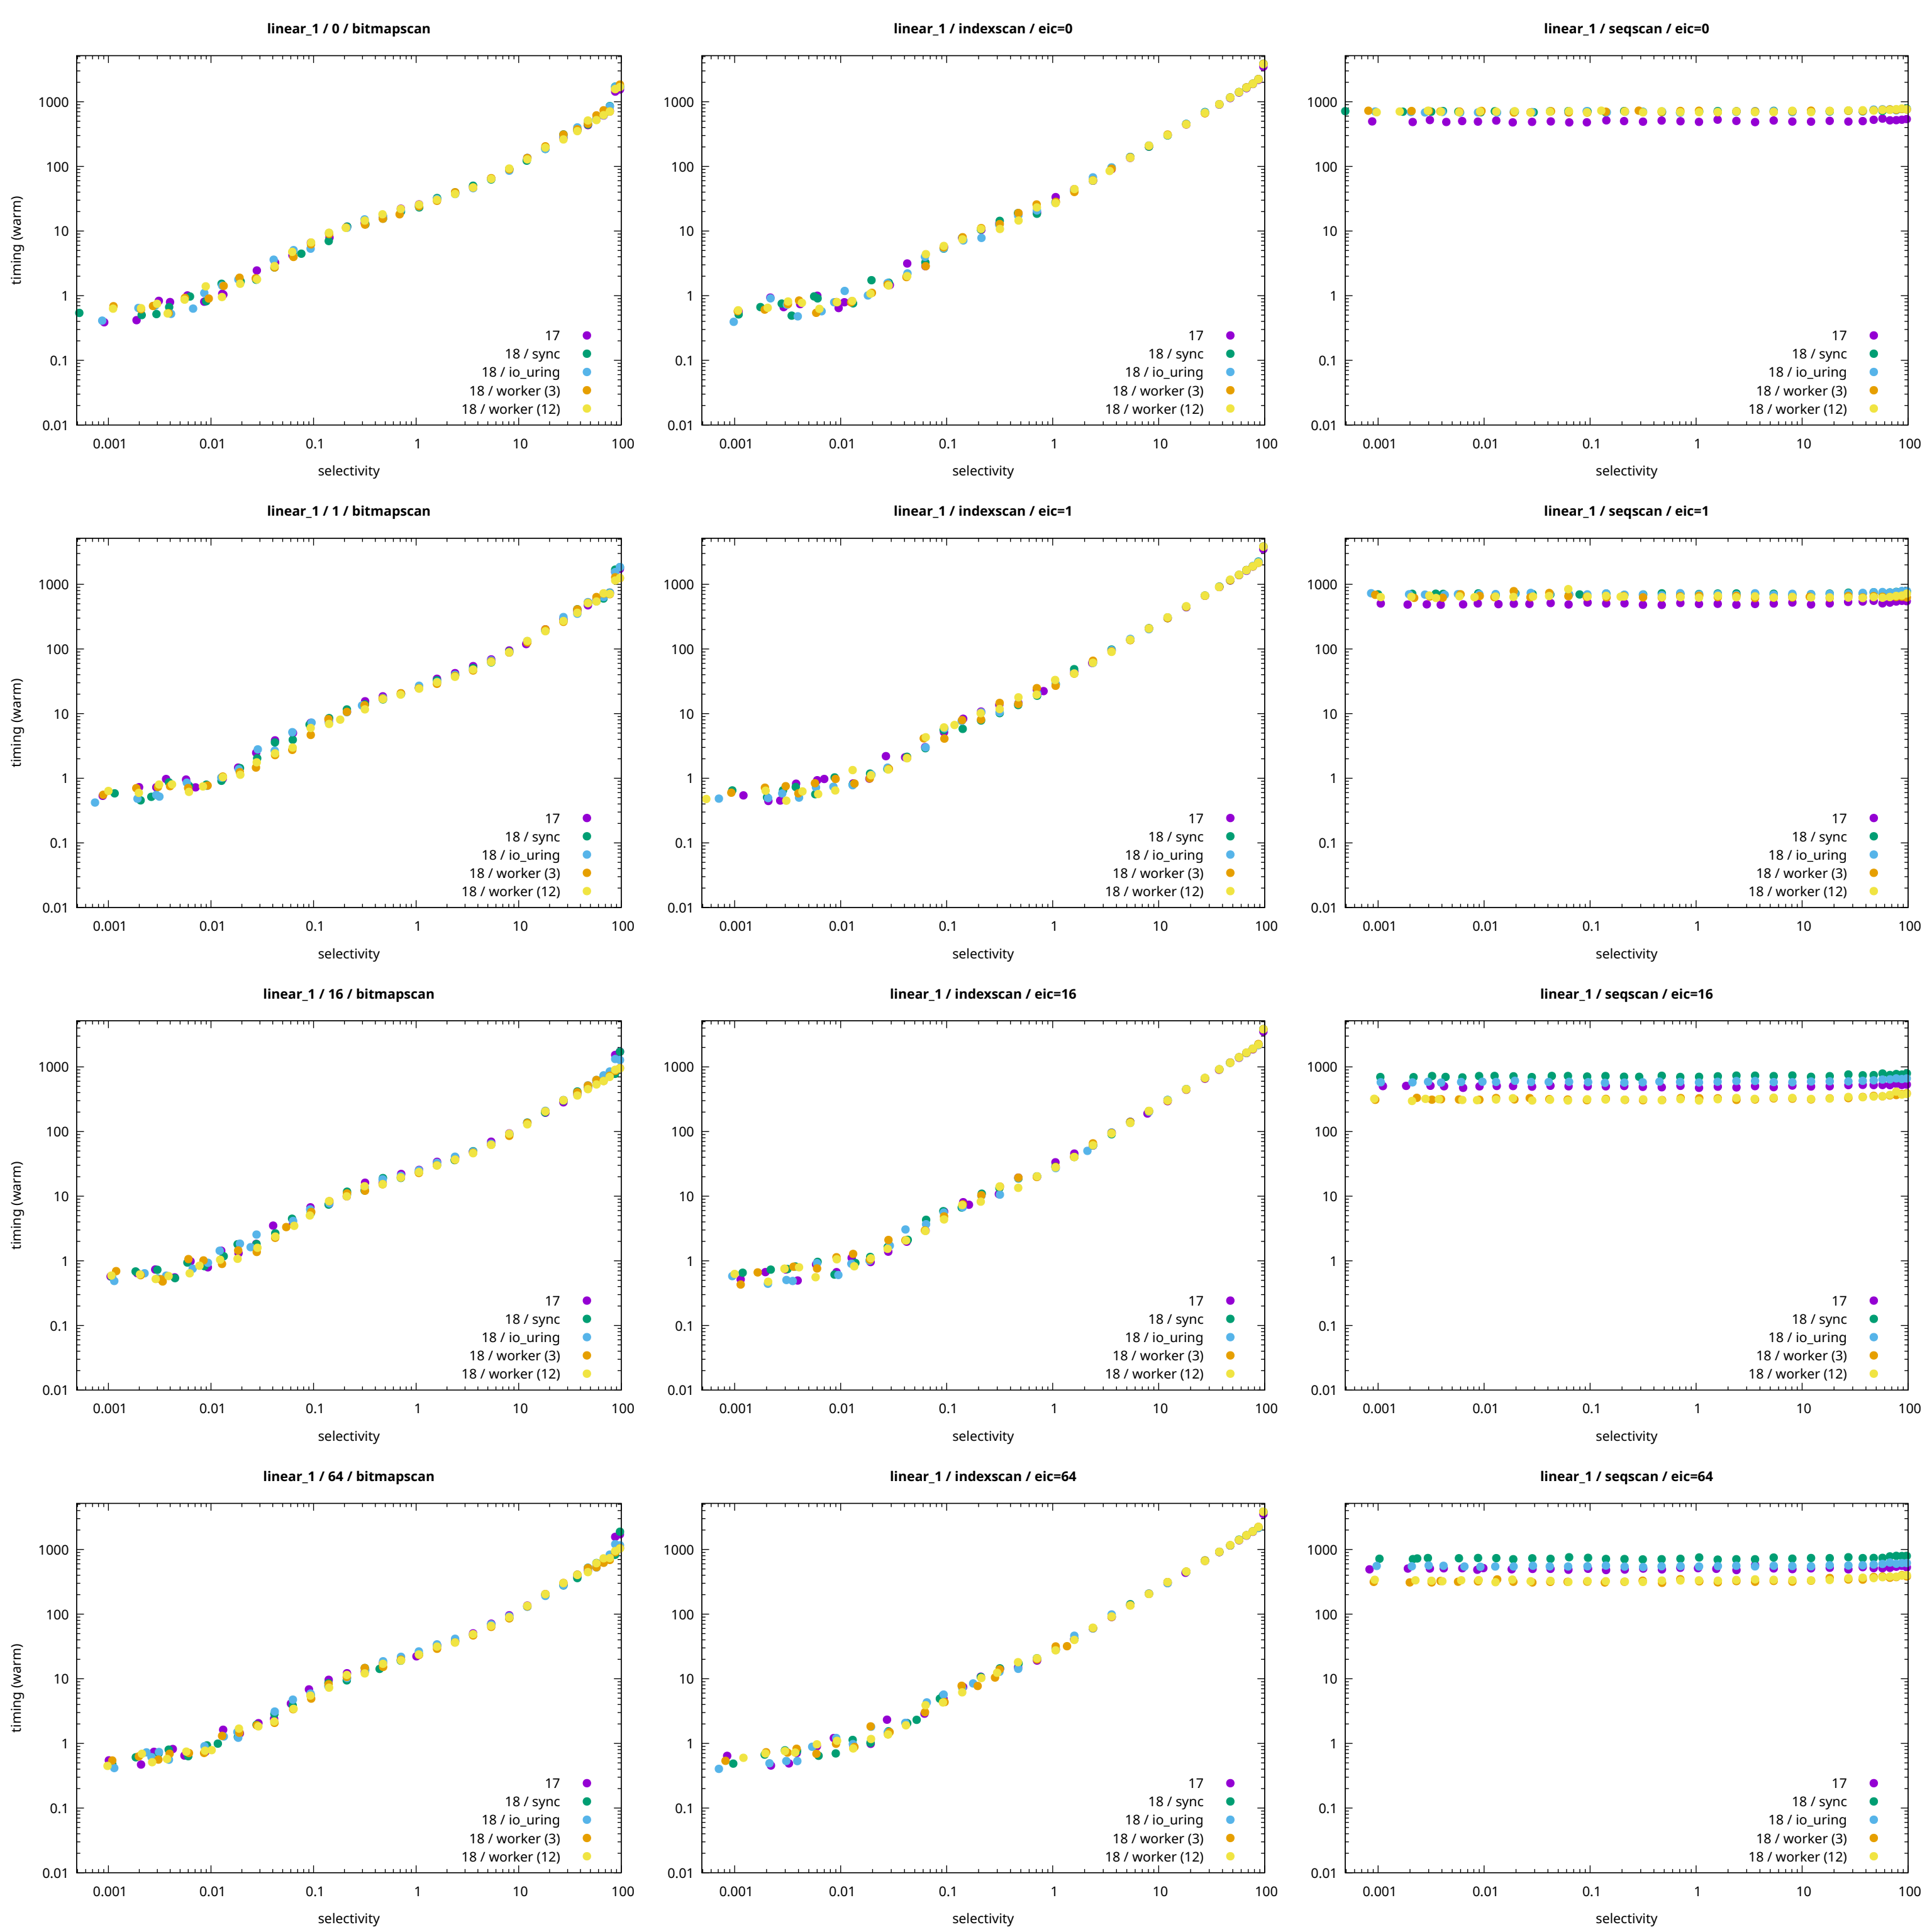 linear_1 / 0 / bitmapscan
timing (warm)
1000
100
10
1
0.1
0.01
17
18 / sync
18 / io_uring
18 / worker (3)
18 / worker (12)
0.001 0.01 0.1 1 10 100
selectivity
linear_1 / indexscan / eic=0
1000
100
10
1
0.1
0.01
17
18 / sync
18 / io_uring
18 / worker (3)
18 / worker (12)
0.001 0.01 0.1 1 10 100
selectivity
linear_1 / seqscan / eic=0
1000
100
10
1
0.1
0.01
17
18 / sync
18 / io_uring
18 / worker (3)
18 / worker (12)
0.001 0.01 0.1 1 10 100
selectivity
linear_1 / 1 / bitmapscan
timing (warm)
1000
100
10
1
0.1
0.01
17
18 / sync
18 / io_uring
18 / worker (3)
18 / worker (12)
0.001 0.01 0.1 1 10 100
selectivity
linear_1 / indexscan / eic=1
1000
100
10
1
0.1
0.01
17
18 / sync
18 / io_uring
18 / worker (3)
18 / worker (12)
0.001 0.01 0.1 1 10 100
selectivity
linear_1 / seqscan / eic=1
1000
100
10
1
0.1
0.01
17
18 / sync
18 / io_uring
18 / worker (3)
18 / worker (12)
0.001 0.01 0.1 1 10 100
selectivity
linear_1 / 16 / bitmapscan
timing (warm)
1000
100
10
1
0.1
0.01
17
18 / sync
18 / io_uring
18 / worker (3)
18 / worker (12)
0.001 0.01 0.1 1 10 100
selectivity
linear_1 / indexscan / eic=16
1000
100
10
1
0.1
0.01
17
18 / sync
18 / io_uring
18 / worker (3)
18 / worker (12)
0.001 0.01 0.1 1 10 100
selectivity
linear_1 / seqscan / eic=16
1000
100
10
1
0.1
0.01
17
18 / sync
18 / io_uring
18 / worker (3)
18 / worker (12)
0.001 0.01 0.1 1 10 100
selectivity
linear_1 / 64 / bitmapscan
timing (warm)
1000
100
10
1
0.1
0.01
17
18 / sync
18 / io_uring
18 / worker (3)
18 / worker (12)
0.001 0.01 0.1 1 10 100
selectivity
linear_1 / indexscan / eic=64
1000
100
10
1
0.1
0.01
17
18 / sync
18 / io_uring
18 / worker (3)
18 / worker (12)
0.001 0.01 0.1 1 10 100
selectivity
linear_1 / seqscan / eic=64
1000
100
10
1
0.1
0.01
17
18 / sync
18 / io_uring
18 / worker (3)
18 / worker (12)
0.001 0.01 0.1 1 10 100
selectivity